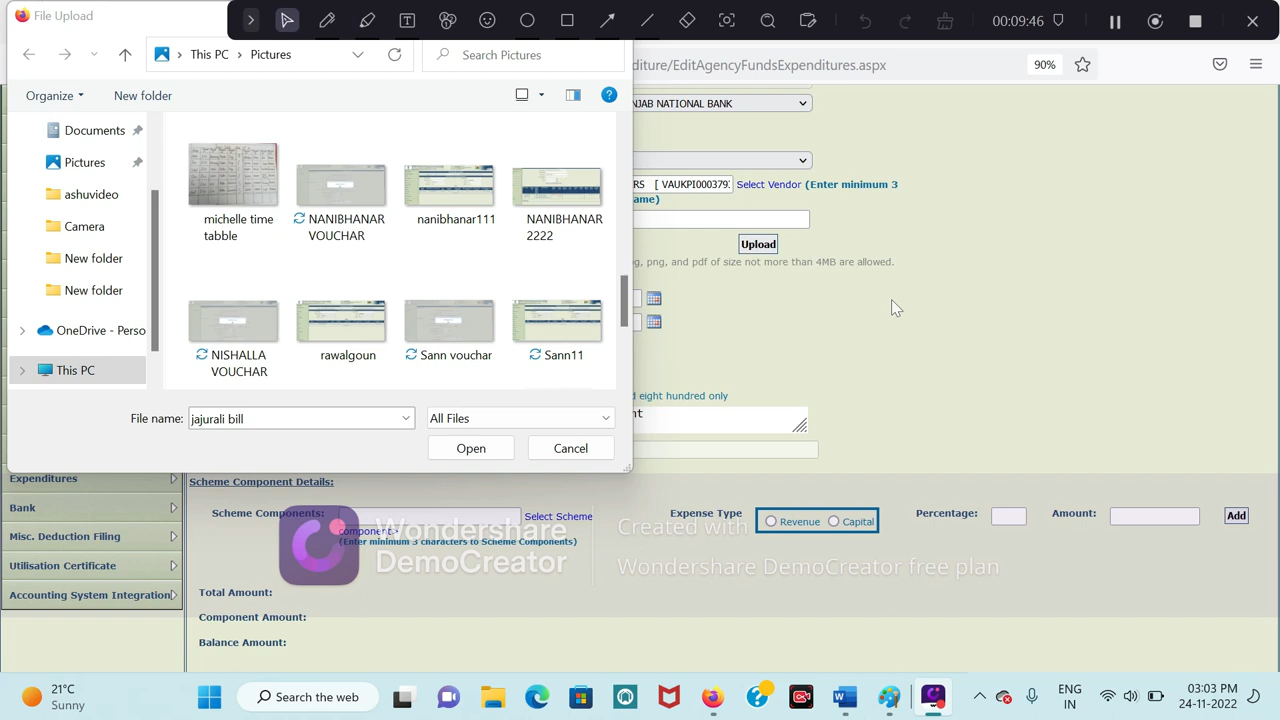 File Upload
00:09:46
This PC > Pictures
Search Pictures
diture/EditAgencyFundsExpenditures.aspx
90%
Organize
New folder
NJAB NATIONAL BANK
Documents
Pictures
ashuvideo
Camera
New folder
New folder
OneDrive - Perso
This PC
michelle time
tabble
NANIBHANAR
VOUCHAR
nanibhanar111
NANIBHANAR
2222
NISHALLA
VOUCHAR
rawalgoun
Sann vouchar
Sann11
RS [ VAUKPI000379
Select Vendor (Enter minimum 3
ame)
Upload
g, png, and pdf of size not more than 4MB are allowed.
d eight hundred only
nt
File name:
jajurali bill
All Files
Open
Cancel
Expenditures
Bank
Misc. Deduction Filing
Utilisation Certificate
Accounting System Integration
Scheme Component Details:
Scheme Components:
Select Scheme
component>
(Enter minimum 3 characters to Scheme Components)
Expense Type
Revenue
Capital
Percentage:
Amount:
Add
Wondershare
DemoCreator
Created with
Wondershare DemoCreator free plan
Total Amount:
Component Amount:
Balance Amount:
21°C
Sunny
Search the web
ENG
IN
03:03 PM
24-11-2022